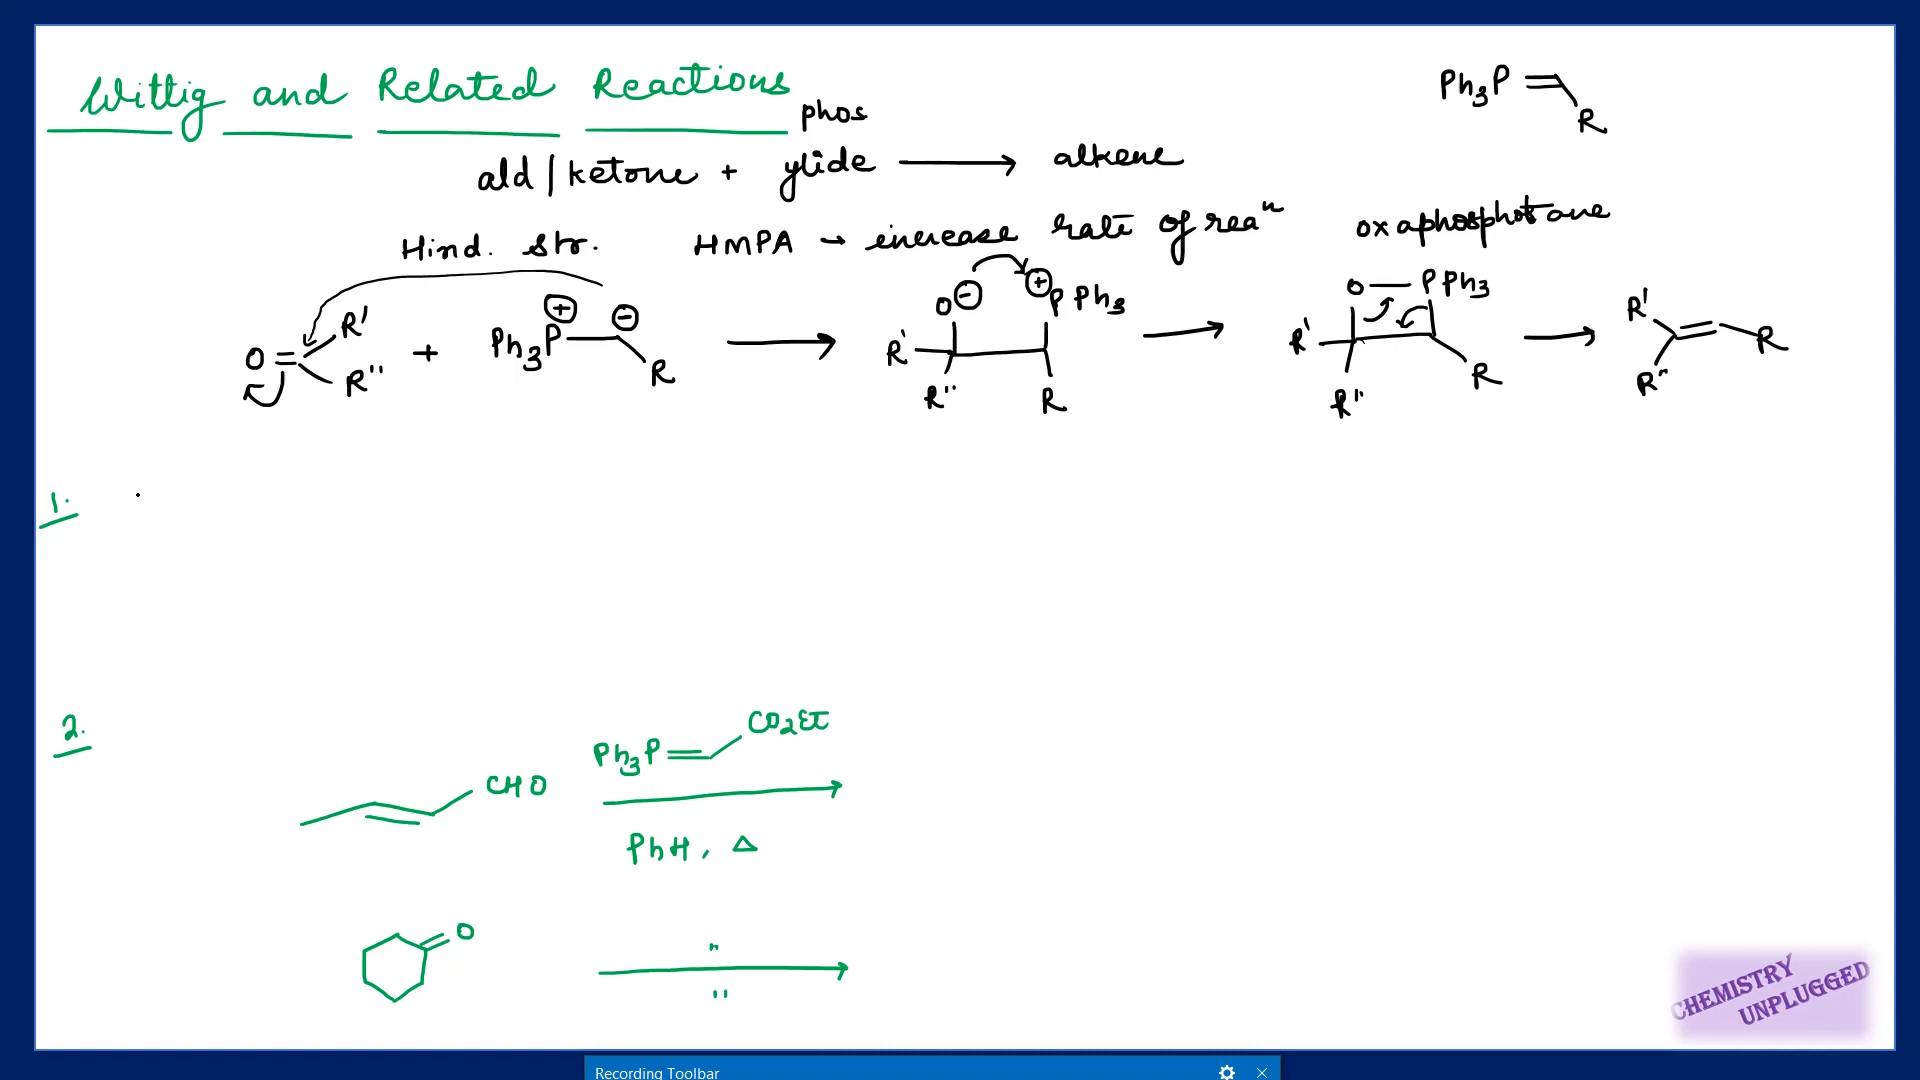 Wittig and Related Reactions
phos
ald/ketone + ylide ⟶ alkene
Ph3P = R
Hind. str. HMPA → increase rate of reaⁿ
oxaphosphotane
O = R' R'' + Ph3P ⊕ ⊖ R ⟶ O⊖ ⊕PPh3 R' R'' R ⟶ O — PPh3 R' R'' R ⟶ R' R'' R
1.
2.
CHO Ph3P = CO2Et
PhH, Δ
O " "
CHEMISTRY
UNPLUGGED
Recording Toolbar